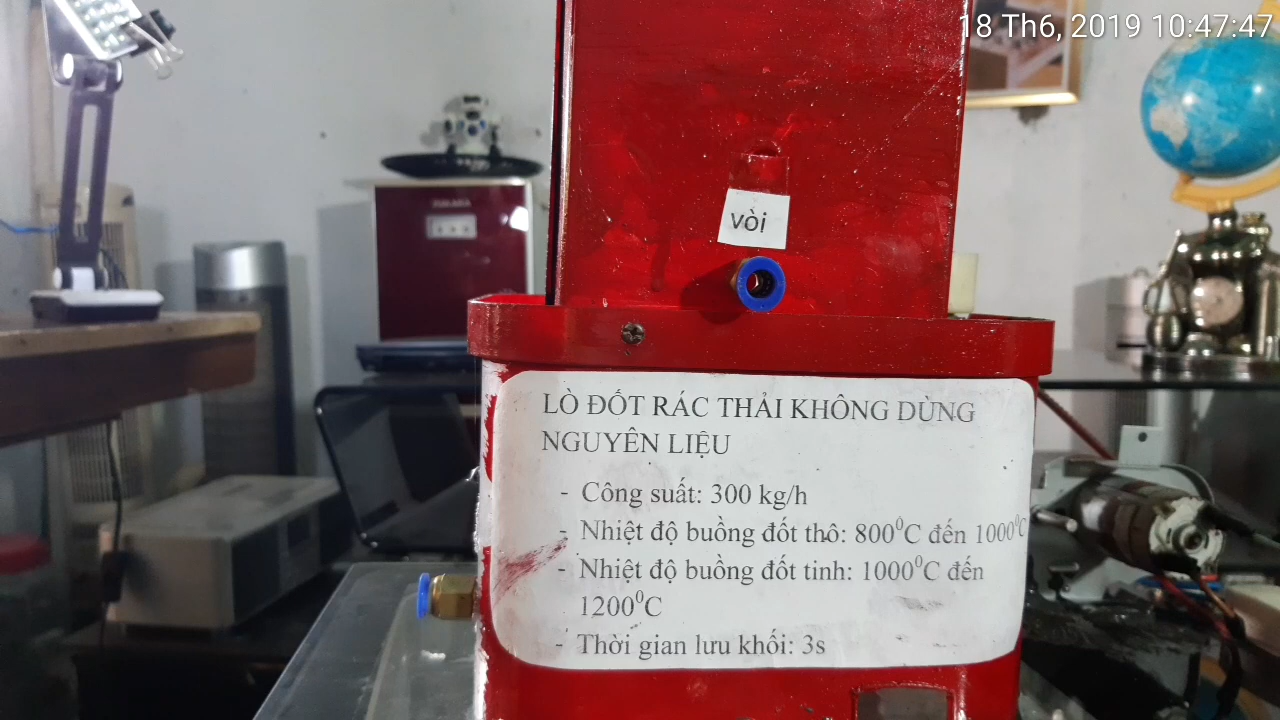 18 Th6, 2019 10:47:47
vòi
LÒ ĐỐT RÁC THẢI KHÔNG DÙNG
NGUYÊN LIỆU
- Công suất: 300 kg/h
- Nhiệt độ buồng đốt thô: 800⁰C đến 1000⁰C
- Nhiệt độ buồng đốt tinh: 1000⁰C đến
1200⁰C
- Thời gian lưu khối: 3s